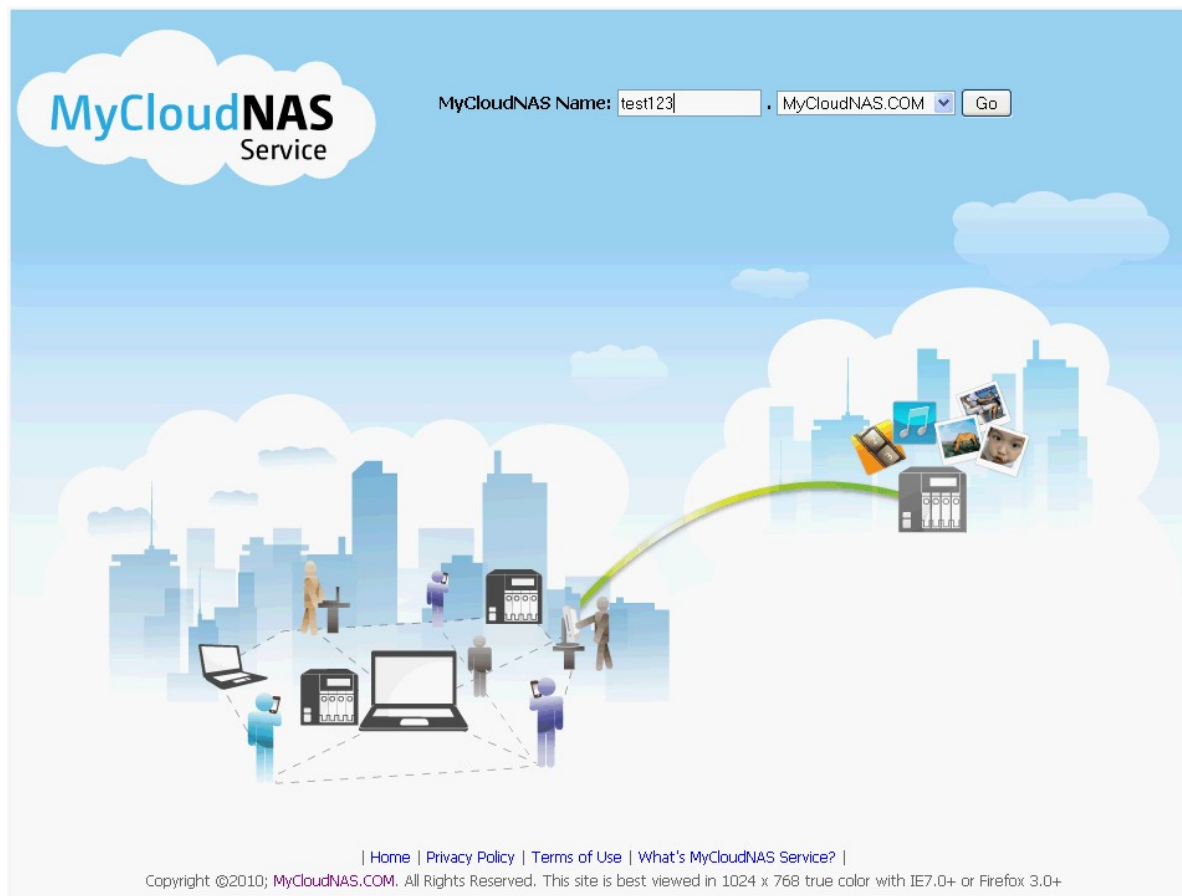 MyCloudNAS
Service
MyCloudNAS Name: test123 . MyCloudNAS.COM Go
| Home | Privacy Policy | Terms of Use | What's MyCloudNAS Service? |
Copyright ©2010; MyCloudNAS.COM. All Rights Reserved. This site is best viewed in 1024 x 768 true color with IE7.0+ or Firefox 3.0+